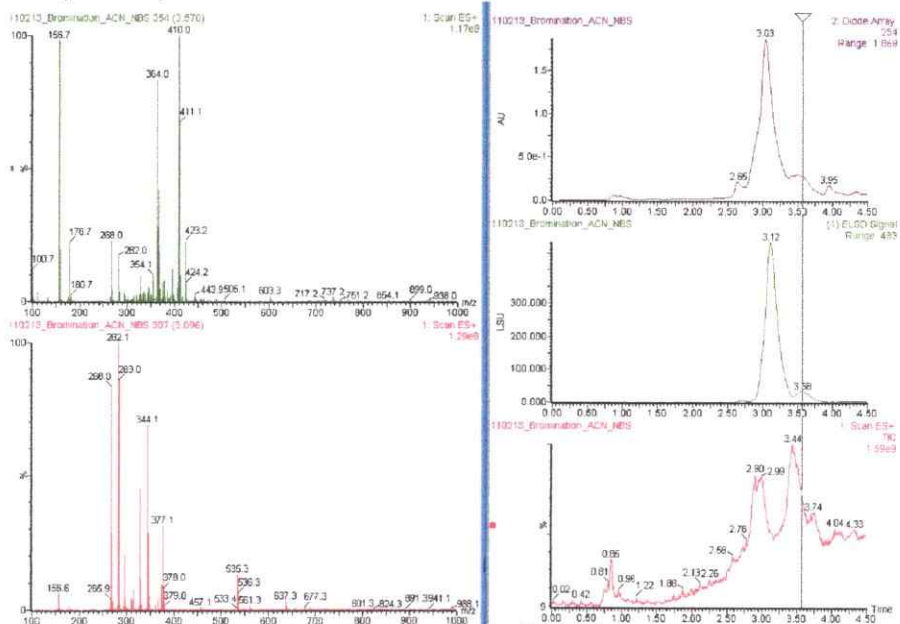 110213_Bromination_ACN_NBS 354 (3.570)
1: Scan ES+
1.17e9
100
156.7
410.0
364.0
411.1
%
176.7
268.0
282.0
354.1
423.2
424.2
100.7
180.7
443.9
506.1
603.3
717.2
737.2
761.2
854.1
899.0
938.0
0
100 200 300 400 500 600 700 800 900 1000
m/z
110213_Bromination_ACN_NBS 307 (3.096)
1: Scan ES+
1.29e9
100
282.1
268.0
283.0
344.1
%
377.1
378.0
379.0
156.6
265.9
457.1
535.3
536.3
533.4
561.3
637.3
677.3
801.3
824.3
891.3
941.1
988.1
0
100 200 300 400 500 600 700 800 900 1000
m/z
110213_Bromination_ACN_NBS
2: Diode Array
254
Range: 1.869
3.03
AU
1.5
1.0
5.0e-1
0.0
2.65
3.95
0.00 0.50 1.00 1.50 2.00 2.50 3.00 3.50 4.00 4.50
110213_Bromination_ACN_NBS
(1) ELSD Signal
Range: 483
3.12
LSU
300.000
200.000
100.000
0.000
3.58
0.00 0.50 1.00 1.50 2.00 2.50 3.00 3.50 4.00 4.50
110213_Bromination_ACN_NBS
1: Scan ES+
TIC
1.59e9
3.44
2.90
2.99
3.74
4.04
4.33
2.76
2.56
%
0.85
0.81
0.98
0.02
0.42
1.22
1.88
2.13
2.26
9
0.00 0.50 1.00 1.50 2.00 2.50 3.00 3.50 4.00 4.50
Time